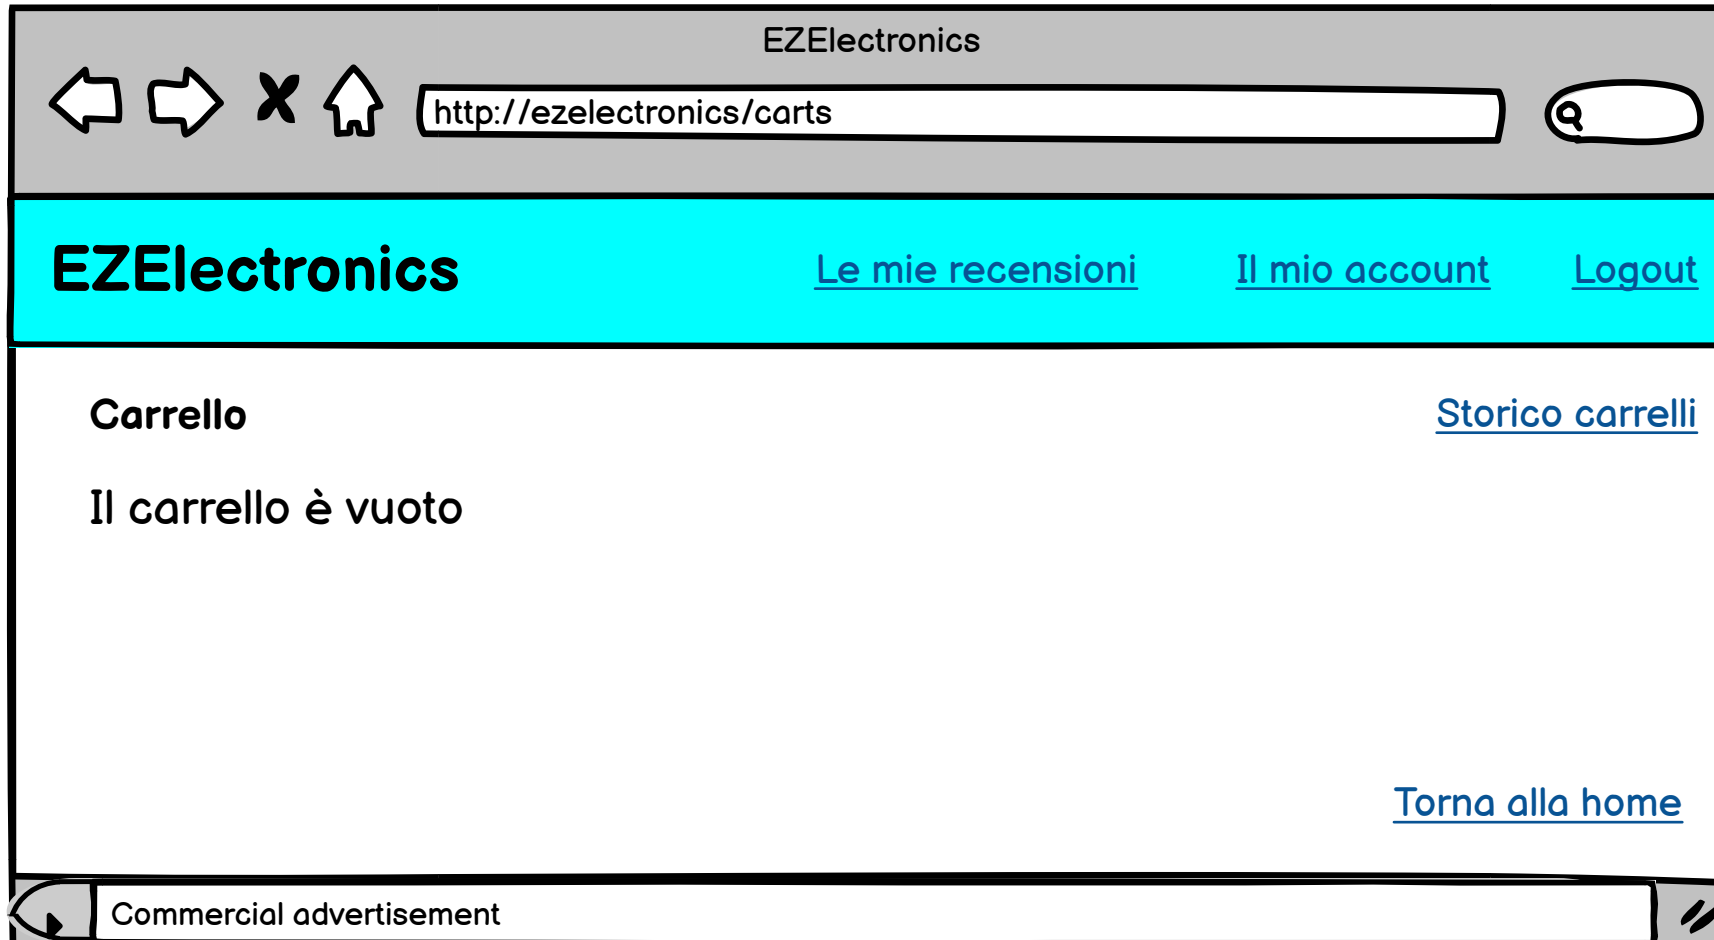 EZElectronics
http://ezelectronics/carts
EZElectronics Le mie recensioni Il mio account Logout
Carrello Storico carrelli
Il carrello è vuoto
Torna alla home
Commercial advertisement